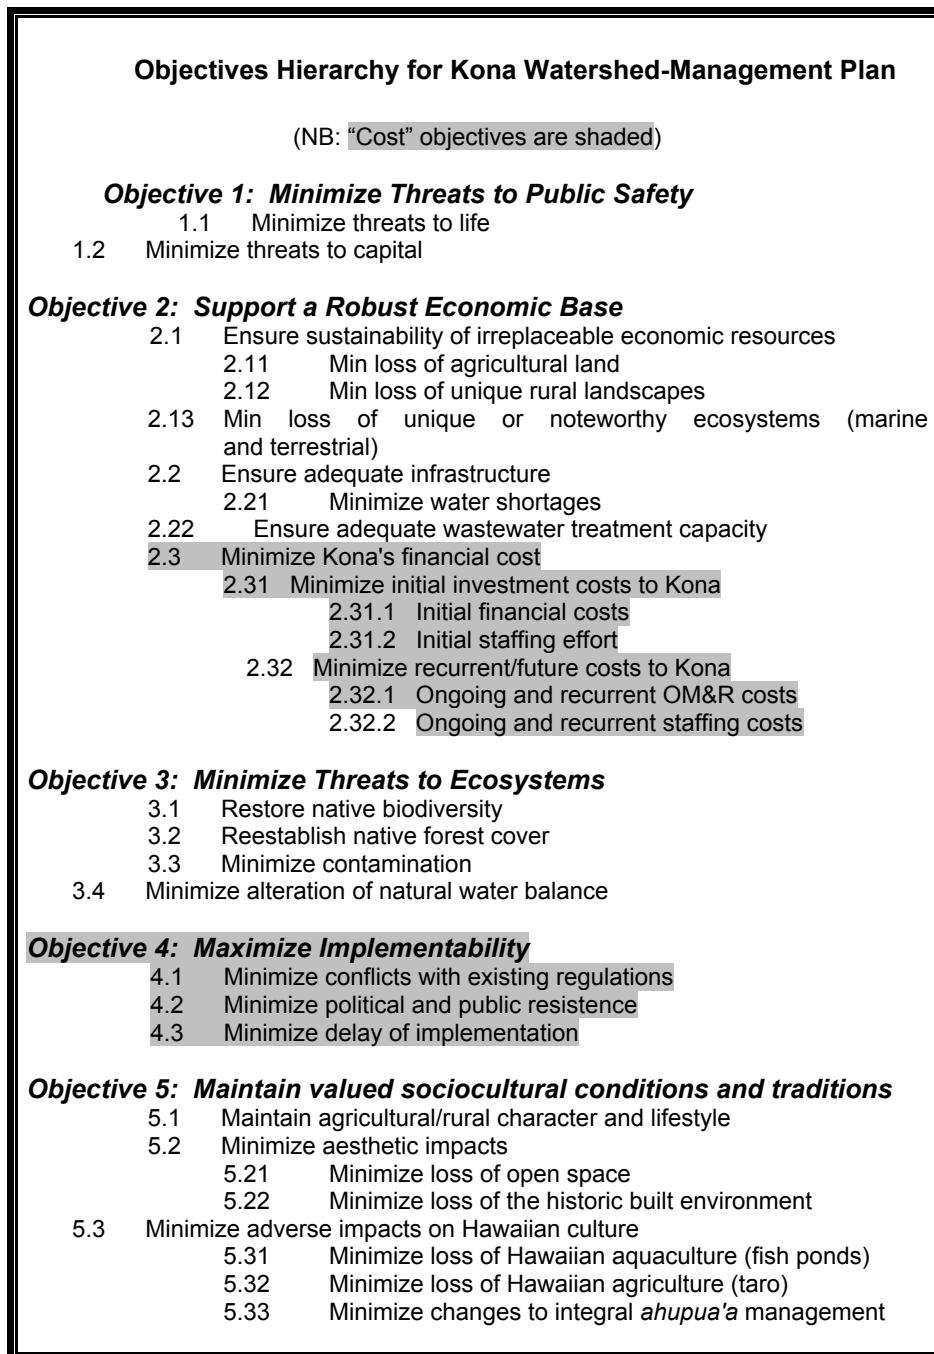 Objectives Hierarchy for Kona Watershed-Management Plan
(NB: “Cost” objectives are shaded)
Objective 1: Minimize Threats to Public Safety
1.1 Minimize threats to life
1.2 Minimize threats to capital
Objective 2: Support a Robust Economic Base
2.1 Ensure sustainability of irreplaceable economic resources
2.11 Min loss of agricultural land
2.12 Min loss of unique rural landscapes
2.13 Min loss of unique or noteworthy ecosystems (marine
and terrestrial)
2.2 Ensure adequate infrastructure
2.21 Minimize water shortages
2.22 Ensure adequate wastewater treatment capacity
2.3 Minimize Kona's financial cost
2.31 Minimize initial investment costs to Kona
2.31.1 Initial financial costs
2.31.2 Initial staffing effort
2.32 Minimize recurrent/future costs to Kona
2.32.1 Ongoing and recurrent OM&R costs
2.32.2 Ongoing and recurrent staffing costs
Objective 3: Minimize Threats to Ecosystems
3.1 Restore native biodiversity
3.2 Reestablish native forest cover
3.3 Minimize contamination
3.4 Minimize alteration of natural water balance
Objective 4: Maximize Implementability
4.1 Minimize conflicts with existing regulations
4.2 Minimize political and public resistence
4.3 Minimize delay of implementation
Objective 5: Maintain valued sociocultural conditions and traditions
5.1 Maintain agricultural/rural character and lifestyle
5.2 Minimize aesthetic impacts
5.21 Minimize loss of open space
5.22 Minimize loss of the historic built environment
5.3 Minimize adverse impacts on Hawaiian culture
5.31 Minimize loss of Hawaiian aquaculture (fish ponds)
5.32 Minimize loss of Hawaiian agriculture (taro)
5.33 Minimize changes to integral ahupua'a management